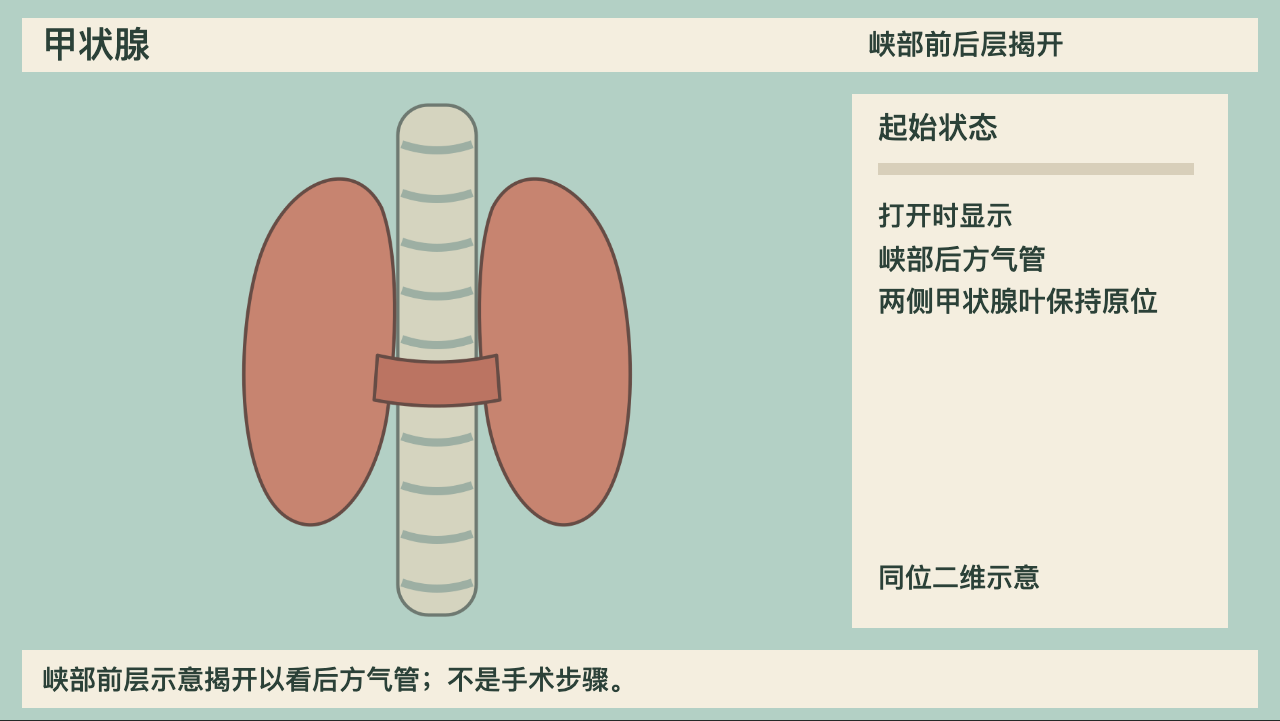 甲状腺
峡部前后层揭开
起始状态
打开时显示
峡部后方气管
两侧甲状腺叶保持原位
同位二维示意
峡部前层示意揭开以看后方气管；不是手术步骤。